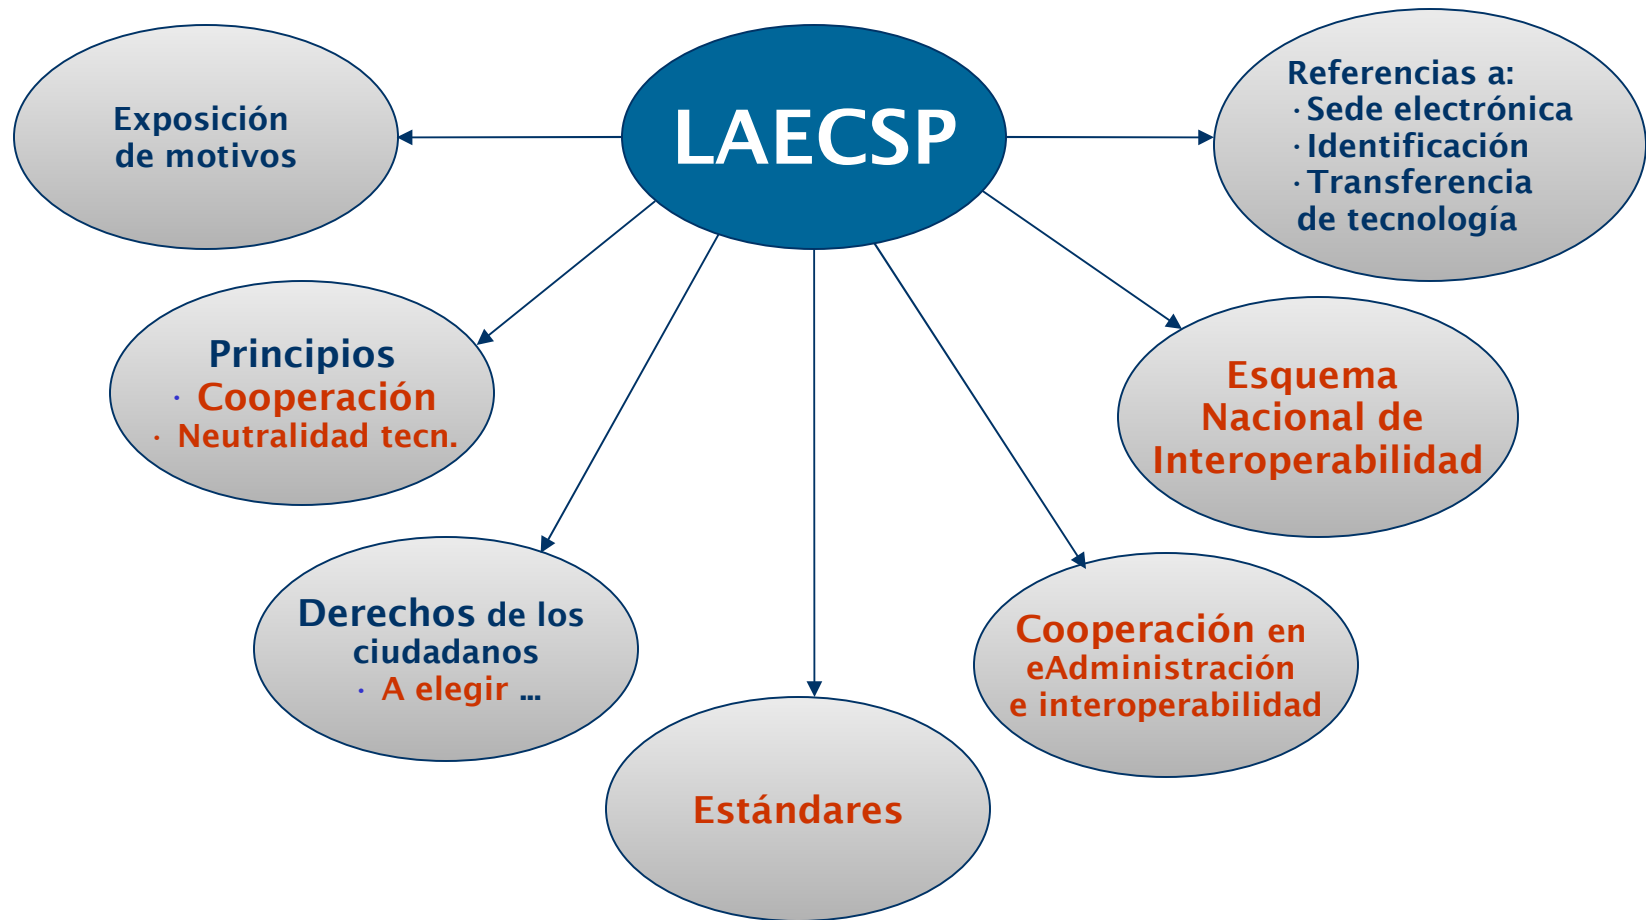 LAECSP
Exposición
de motivos
Referencias a:
· Sede electrónica
· Identificación
· Transferencia
de tecnología
Principios
· Cooperación
· Neutralidad tecn.
Esquema
Nacional de
Interoperabilidad
Derechos de los
ciudadanos
· A elegir ...
Cooperación en
eAdministración
e interoperabilidad
Estándares